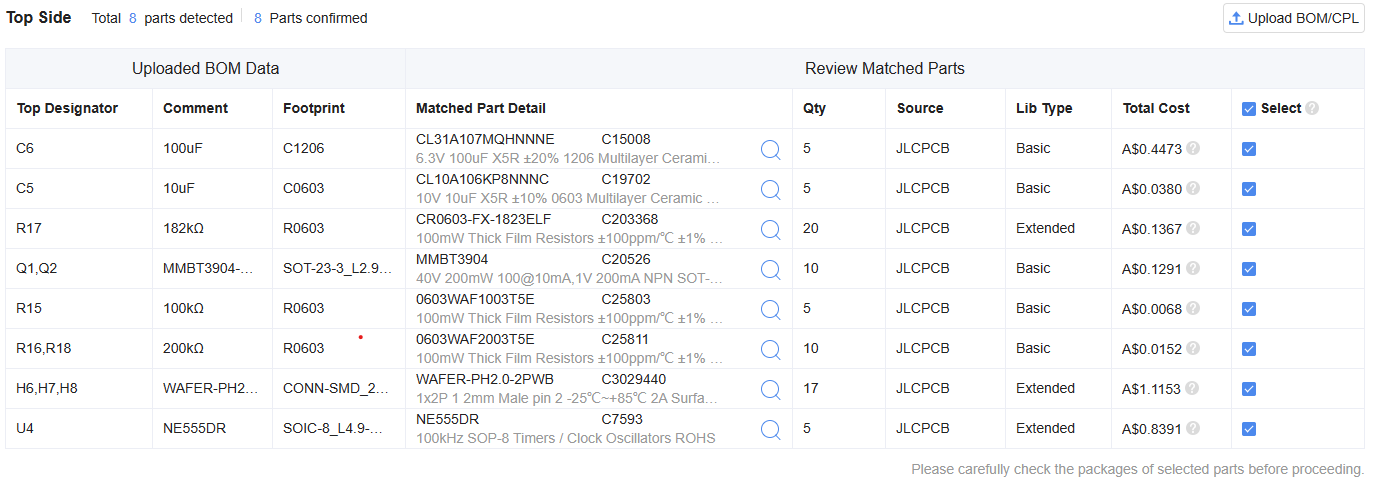 Top Side Total 8 parts detected 8 Parts confirmed Upload BOM/CPL
Uploaded BOM Data Review Matched Parts
Top Designator Comment Footprint Matched Part Detail Qty Source Lib Type Total Cost Select ?
C6 100uF C1206 CL31A107MQHNNNE C15008 5 JLCPCB Basic A$0.4473 ?
6.3V 100uF X5R ±20% 1206 Multilayer Cerami...
C5 10uF C0603 CL10A106KP8NNNC C19702 5 JLCPCB Basic A$0.0380 ?
10V 10uF X5R ±10% 0603 Multilayer Ceramic ...
R17 182kΩ R0603 CR0603-FX-1823ELF C203368 20 JLCPCB Extended A$0.1367 ?
100mW Thick Film Resistors ±100ppm/℃ ±1% ...
Q1,Q2 MMBT3904-... SOT-23-3_L2.9... MMBT3904 C20526 10 JLCPCB Basic A$0.1291 ?
40V 200mW 100@10mA,1V 200mA NPN SOT-...
R15 100kΩ R0603 0603WAF1003T5E C25803 5 JLCPCB Basic A$0.0068 ?
100mW Thick Film Resistors ±100ppm/℃ ±1% ...
R16,R18 200kΩ R0603 0603WAF2003T5E C25811 10 JLCPCB Basic A$0.0152 ?
100mW Thick Film Resistors ±100ppm/℃ ±1% ...
H6,H7,H8 WAFER-PH2... CONN-SMD_2... WAFER-PH2.0-2PWB C3029440 17 JLCPCB Extended A$1.1153 ?
1x2P 1 2mm Male pin 2 -25℃~+85℃ 2A Surfa...
U4 NE555DR SOIC-8_L4.9-... NE555DR C7593 5 JLCPCB Extended A$0.8391 ?
100kHz SOP-8 Timers / Clock Oscillators ROHS
Please carefully check the packages of selected parts before proceeding.